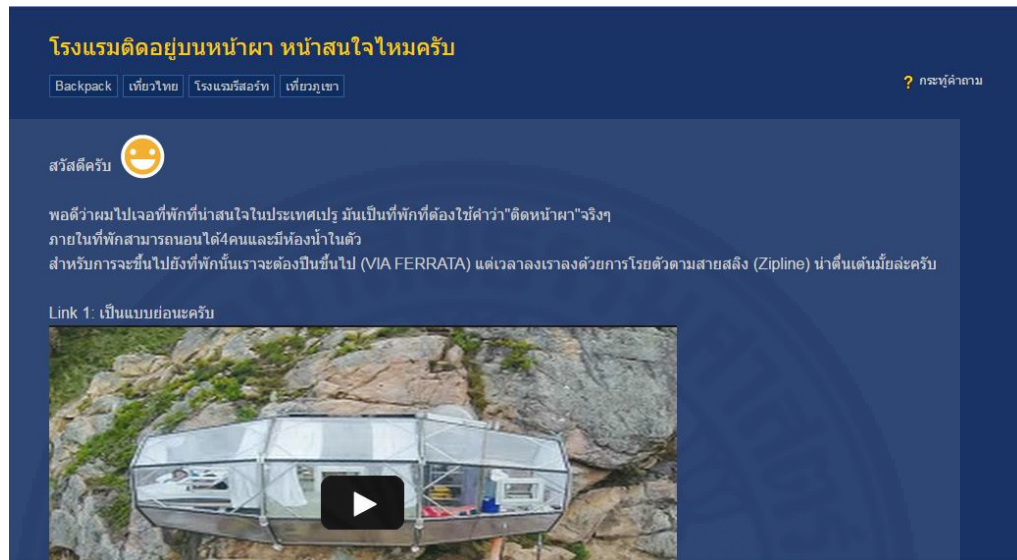 โรงแรมติดอยู่บนหน้าผา หน้าสนใจไหมครับ
Backpack เที่ยวไทย โรงแรมรีสอร์ท เที่ยวภูเขา
? กระทู้คำถาม
สวัสดีครับ
พอดีว่าผมไปเจอที่พักที่น่าสนใจในประเทศเปรู มันเป็นที่พักที่ต้องใช้คำว่า"ติดหน้าผา"จริงๆ
ภายในที่พักสามารถนอนได้4คนและมีห้องน้ำในตัว
สำหรับการจะขึ้นไปยังที่พักนั้นเราจะต้องปีนขึ้นไป (VIA FERRATA) แต่เวลาลงเราลงด้วยการโรยตัวตามสายสลิง (Zipline) น่าตื่นเต้นมั้ยล่ะครับ
Link 1: เป็นแบบย่อนะครับ